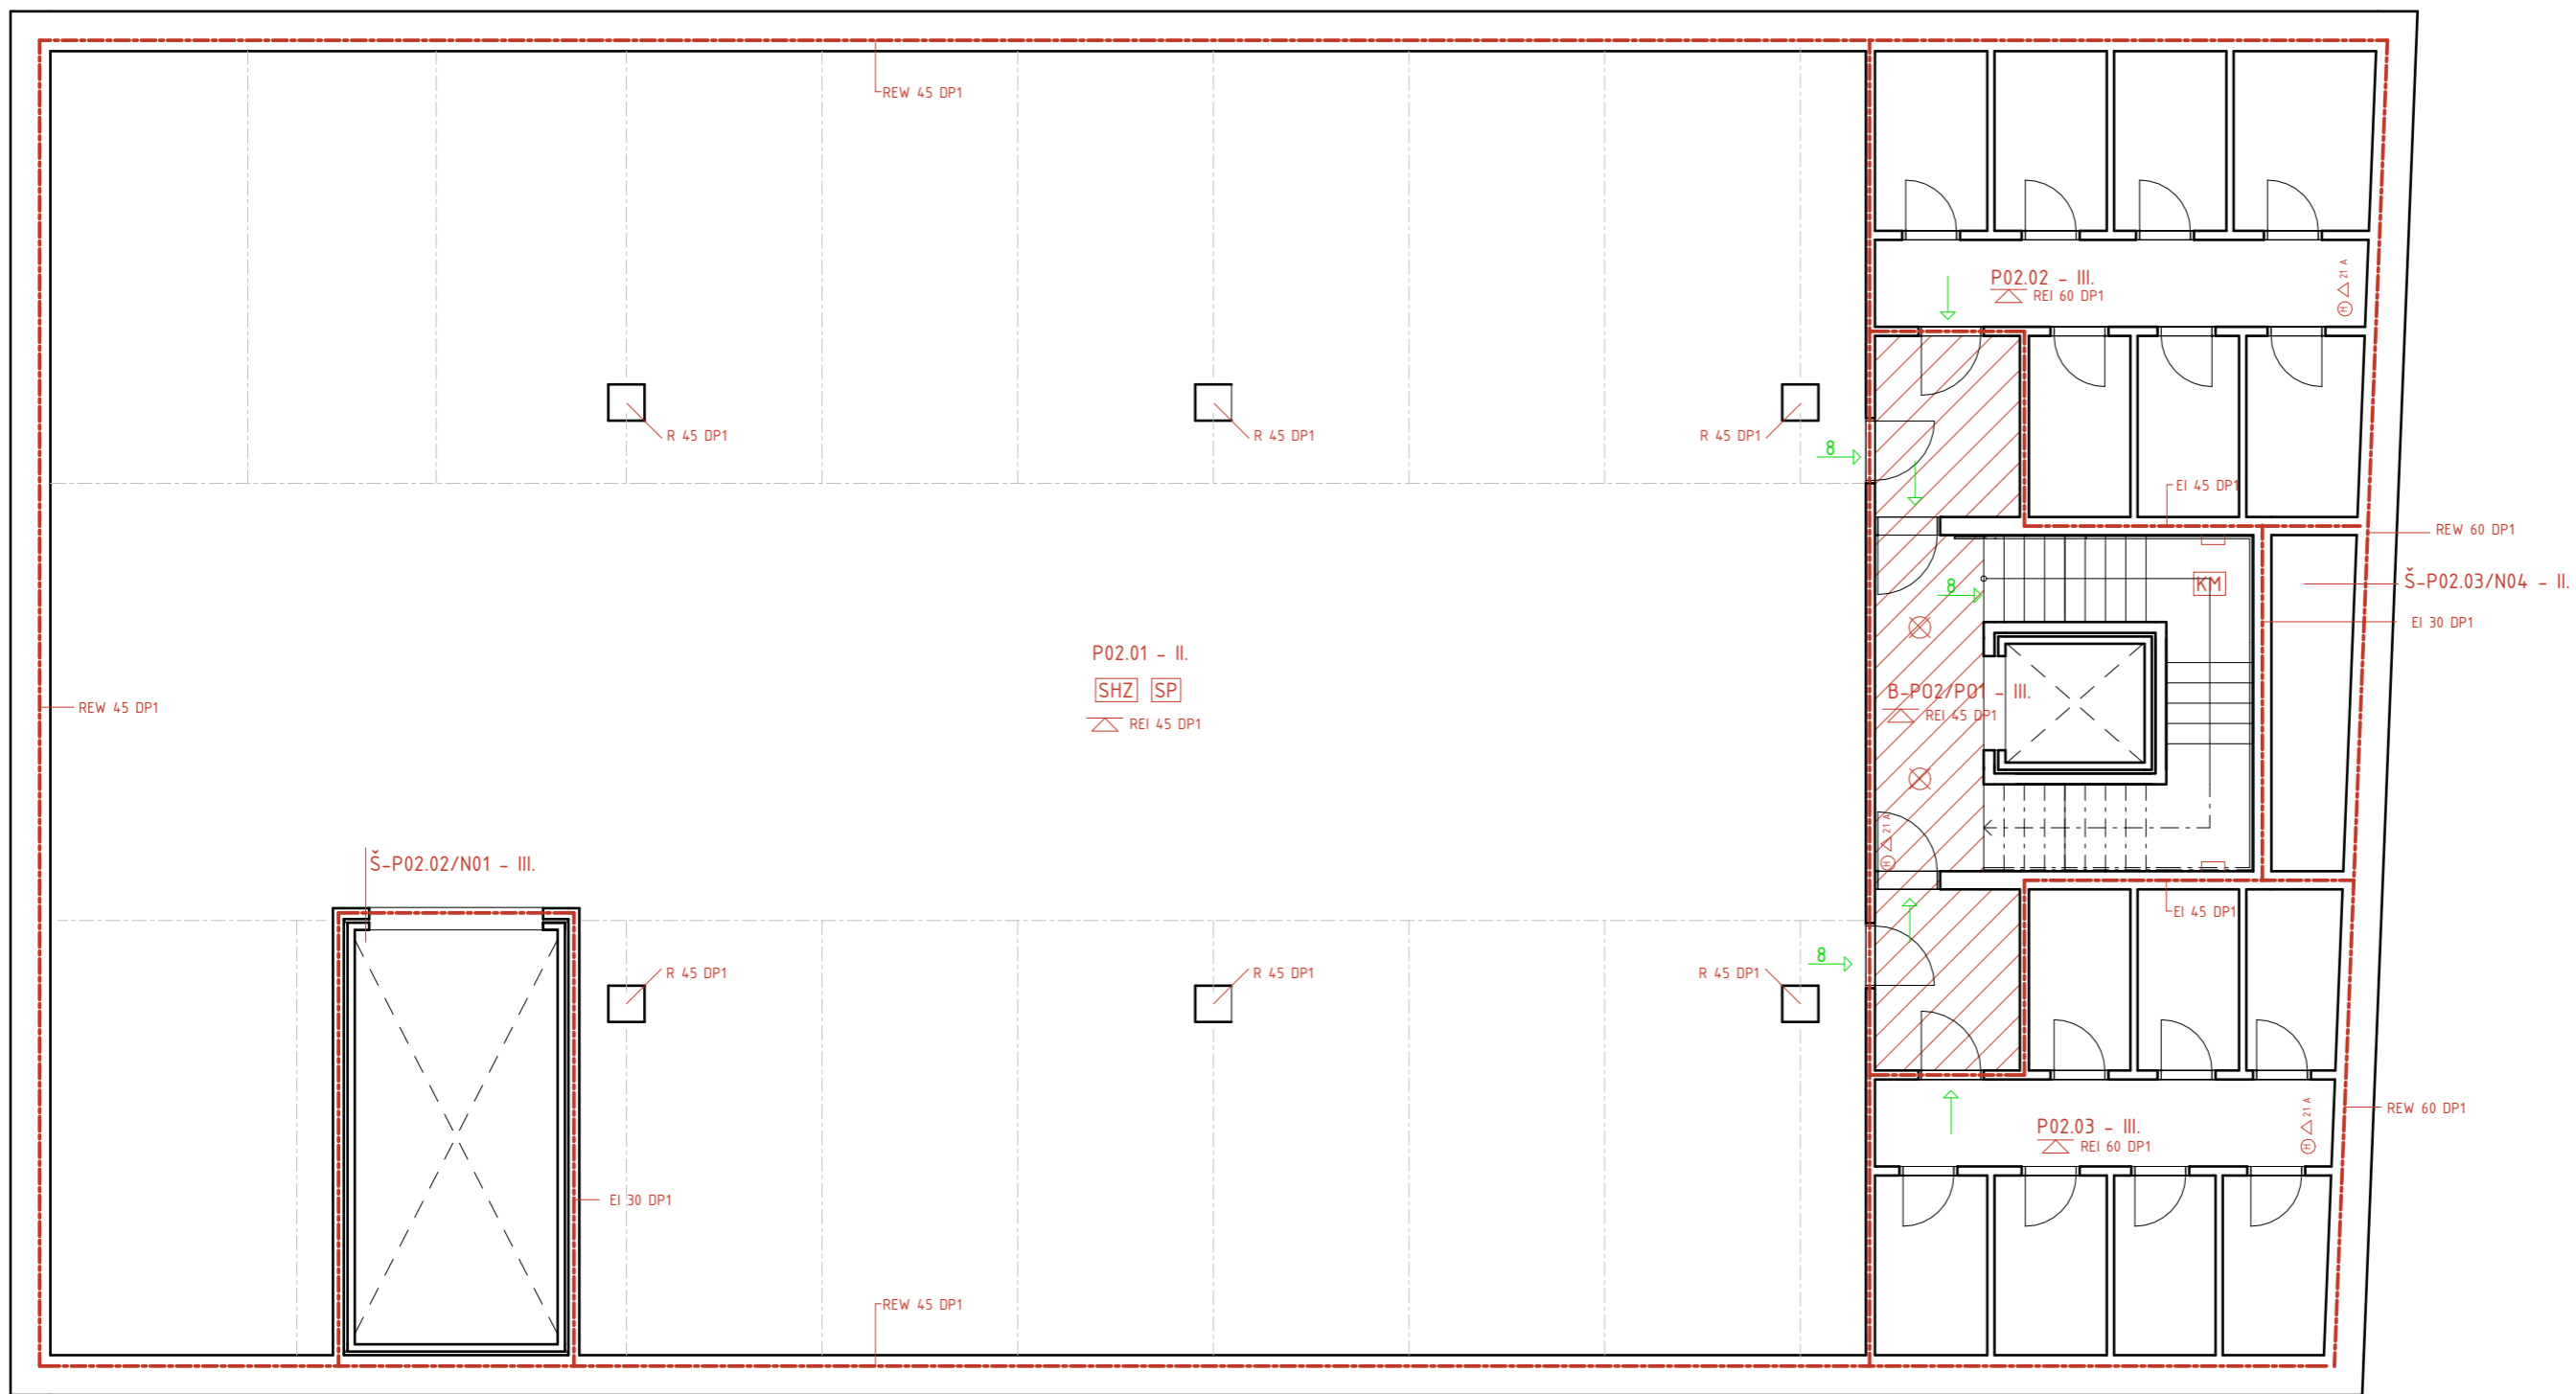 REW 45 DP1
P02.02 - III.
REI 60 DP1
H 21 A
R 45 DP1
R 45 DP1
R 45 DP1
8
EI 45 DP1
REW 60 DP1
KM
Š-P02.03/N04 - II.
8
EI 30 DP1
P02.01 - II.
SHZ SP
REI 45 DP1
B-P02/P01 - III.
REI 45 DP1
REW 45 DP1
H 21 A
Š-P02.02/N01 - III.
EI 45 DP1
8
R 45 DP1
R 45 DP1
R 45 DP1
H 21 A
REW 60 DP1
P02.03 - III.
REI 60 DP1
EI 30 DP1
REW 45 DP1